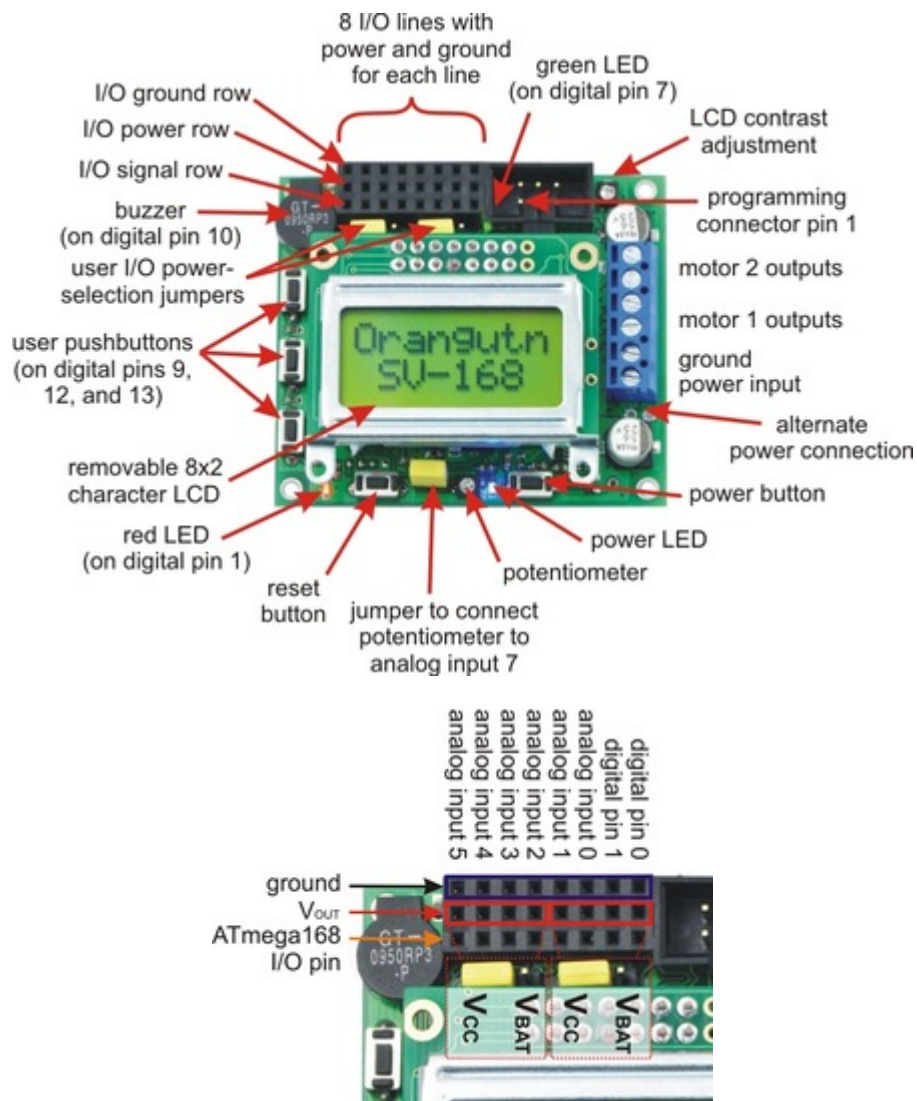 8 I/O lines with
power and ground
for each line
green LED
(on digital pin 7)
I/O ground row
I/O power row
I/O signal row
LCD contrast
adjustment
buzzer
(on digital pin 10)
programming
connector pin 1
user I/O power-
selection jumpers
motor 2 outputs
motor 1 outputs
user pushbuttons
(on digital pins 9,
12, and 13)
ground
power input
alternate
power connection
removable 8x2
character LCD
power button
red LED
(on digital pin 1)
power LED
potentiometer
reset
button
jumper to connect
potentiometer to
analog input 7
GT-
0950RP3
-P
Orangutn
SV-168
analog input 5
analog input 4
analog input 3
analog input 2
analog input 1
analog input 0
digital pin 1
digital pin 0
ground
VOUT
ATmega168
I/O pin
GT-
0950RP3
-P
VCC
VBAT
VCC
VBAT